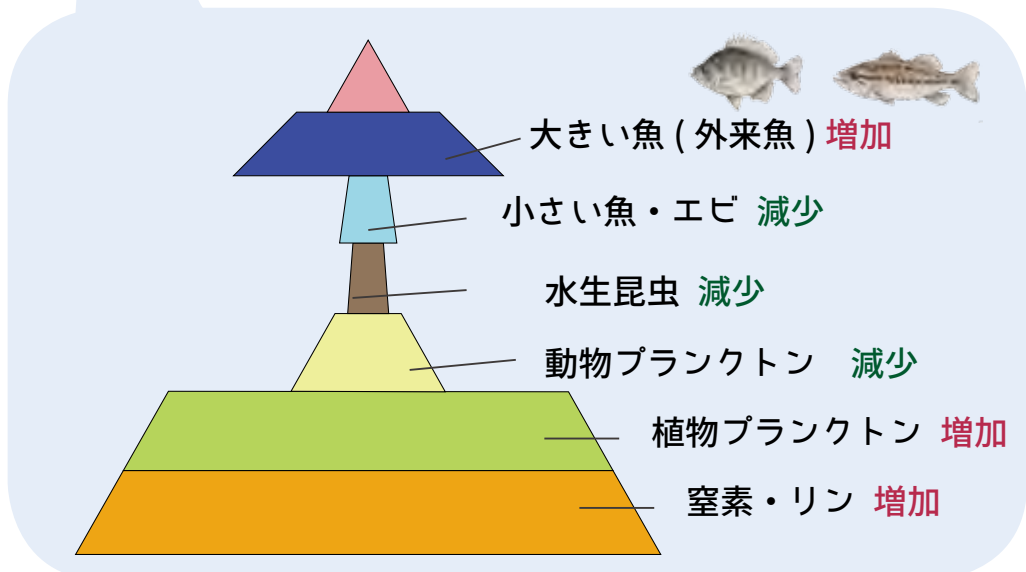 大きい魚 ( 外来魚 ) 増加
小さい魚・エビ 減少
水生昆虫 減少
動物プランクトン 減少
植物プランクトン 増加
窒素・リン 増加